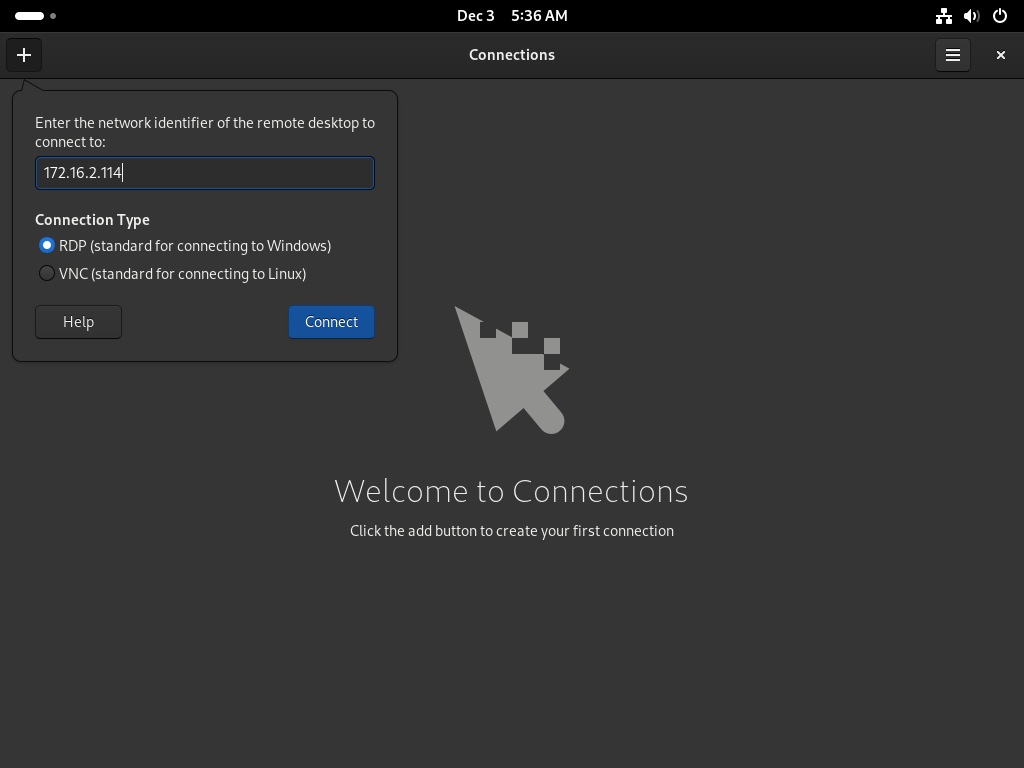 Dec 3 5:36 AM
Connections
Enter the network identifier of the remote desktop to
connect to:
172.16.2.114
Connection Type
RDP (standard for connecting to Windows)
VNC (standard for connecting to Linux)
Help
Connect
Welcome to Connections
Click the add button to create your first connection